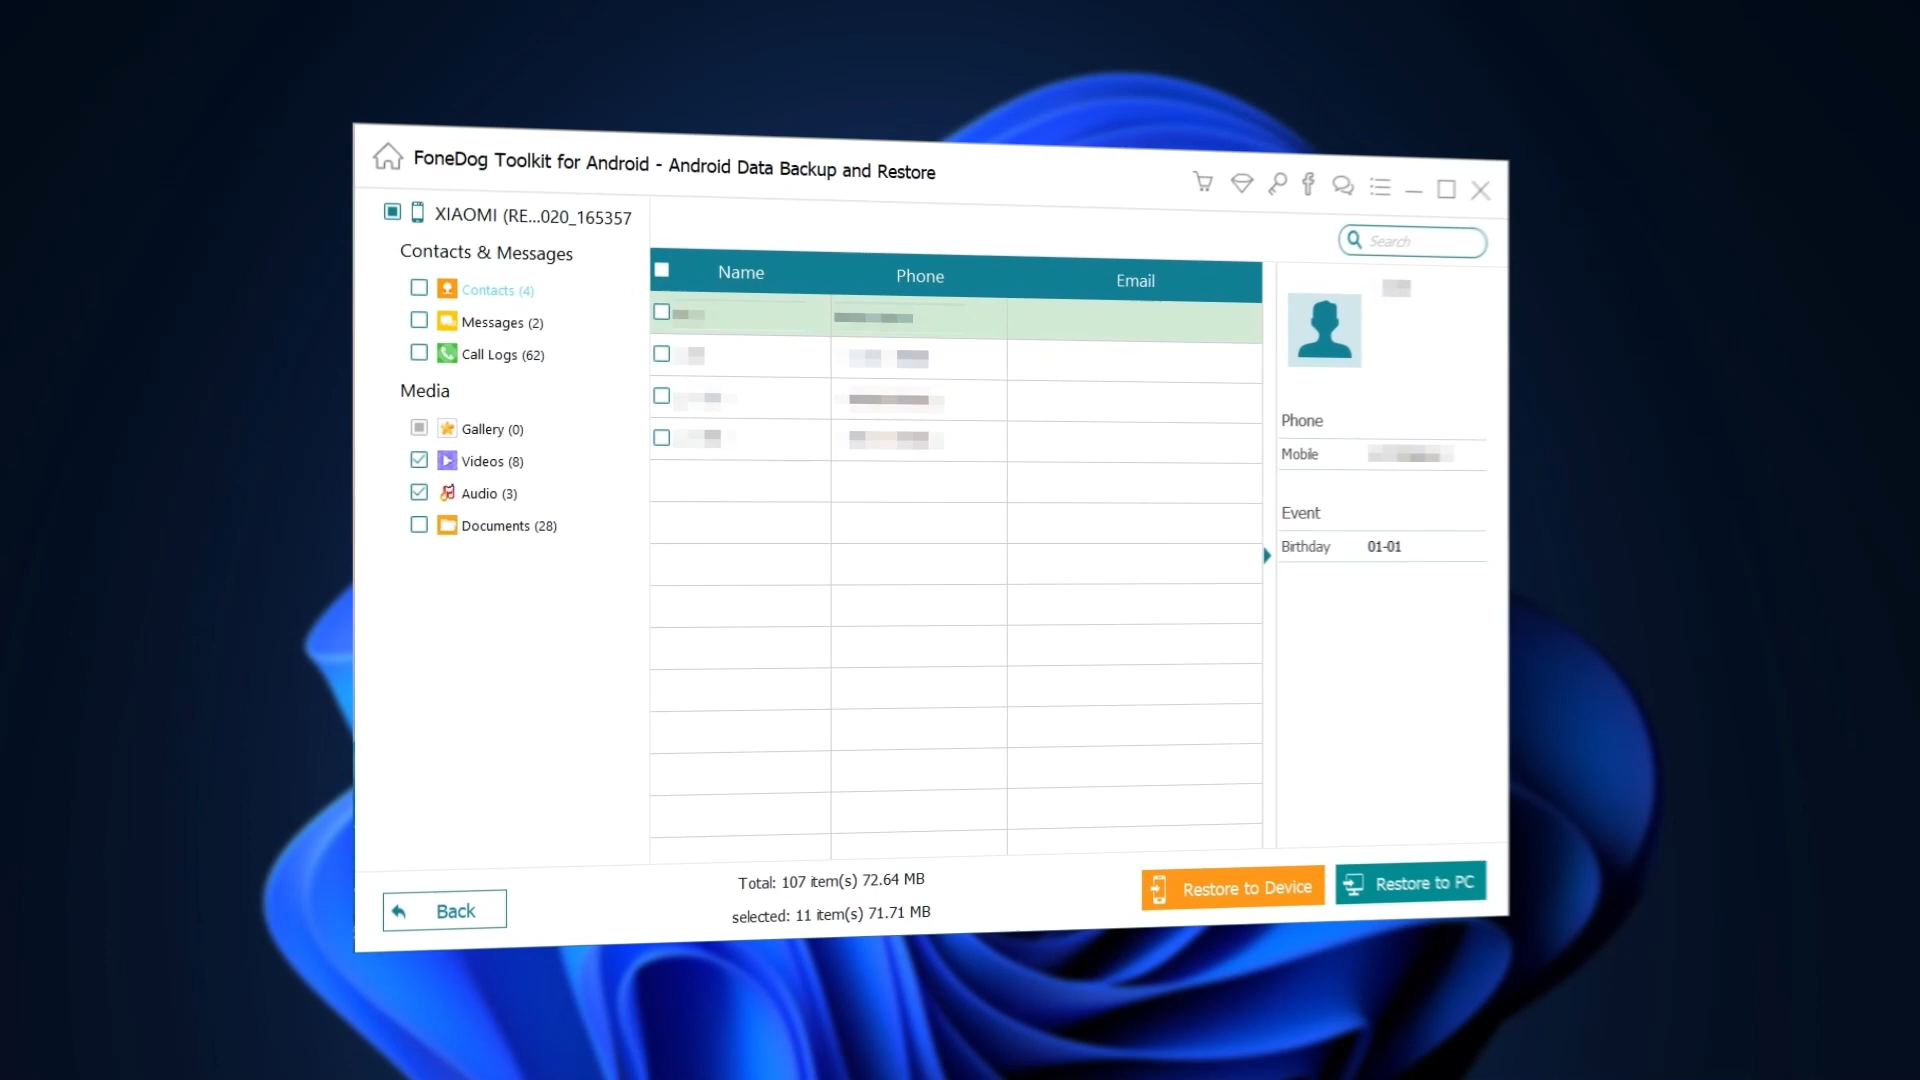 FoneDog Toolkit for Android - Android Data Backup and Restore
XIAOMI (RE...020_165357
Search
Contacts & Messages
Contacts (4)
Messages (2)
Call Logs (62)
Media
Gallery (0)
Videos (8)
Audio (3)
Documents (28)
Name Phone Email
Phone
Mobile
Event
Birthday 01-01
Back
Total: 107 item(s) 72.64 MB
selected: 11 item(s) 71.71 MB
Restore to Device
Restore to PC